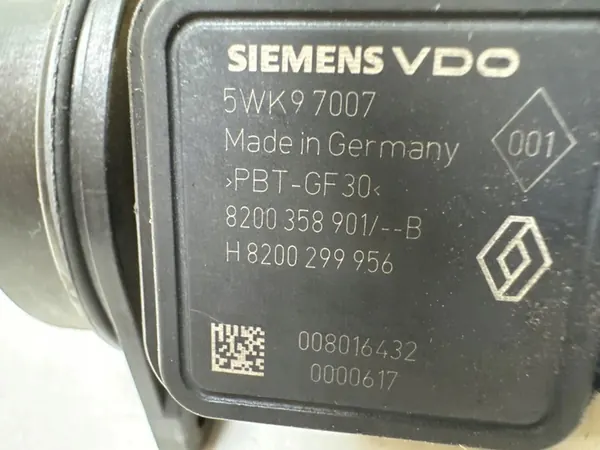 SIEMENS VDO
5WK9 7007
Made in Germany
001
>PBT-GF30<
8200 358 901/--B
H 8200 299 956
008016432
0000617